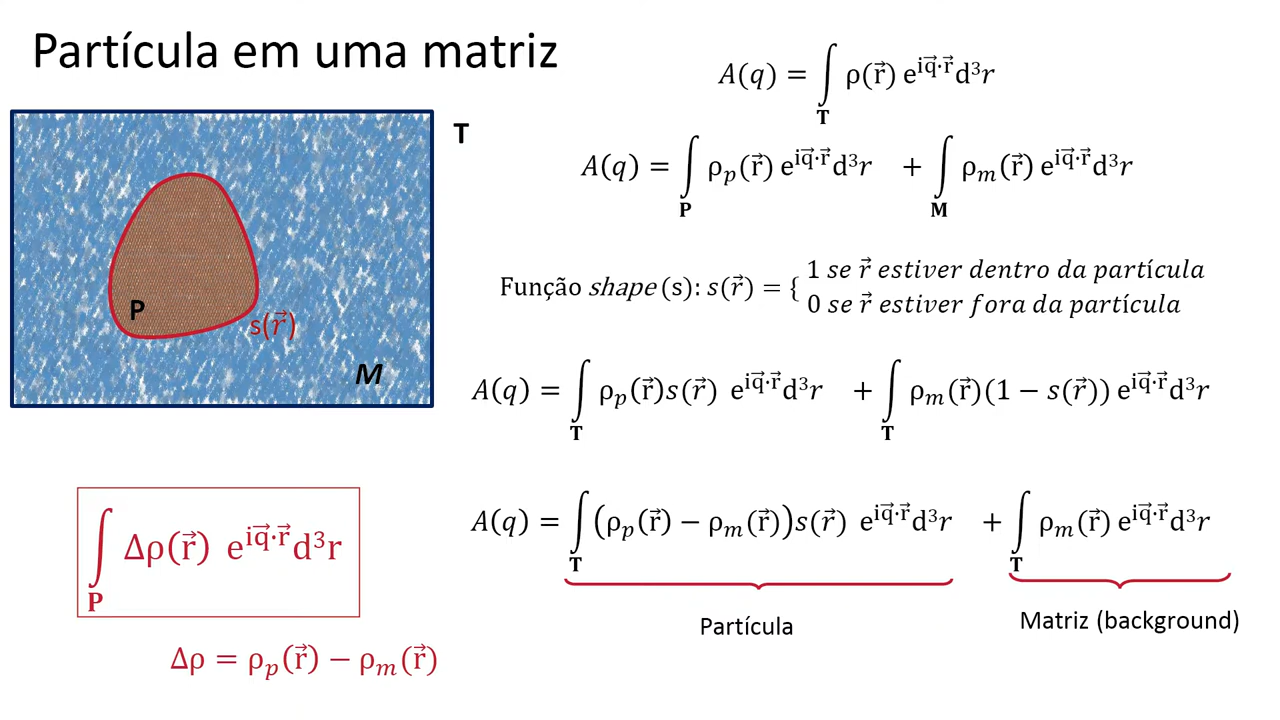 Partícula em uma matriz
T
P
s(r⃗)
M
A(q) = ∫_T ρ(r⃗) e^{iq⃗·r⃗} d³r
A(q) = ∫_P ρ_p(r⃗) e^{iq⃗·r⃗} d³r + ∫_M ρ_m(r⃗) e^{iq⃗·r⃗} d³r
Função shape (s): s(r⃗) = { 1 se r⃗ estiver dentro da partícula
0 se r⃗ estiver fora da partícula
A(q) = ∫_T ρ_p(r⃗)s(r⃗) e^{iq⃗·r⃗} d³r + ∫_T ρ_m(r⃗)(1 − s(r⃗)) e^{iq⃗·r⃗} d³r
A(q) = ∫_T (ρ_p(r⃗) − ρ_m(r⃗))s(r⃗) e^{iq⃗·r⃗} d³r + ∫_T ρ_m(r⃗) e^{iq⃗·r⃗} d³r
Partícula
Matriz (background)
∫_P Δρ(r⃗) e^{iq⃗·r⃗} d³r
Δρ = ρ_p(r⃗) − ρ_m(r⃗)